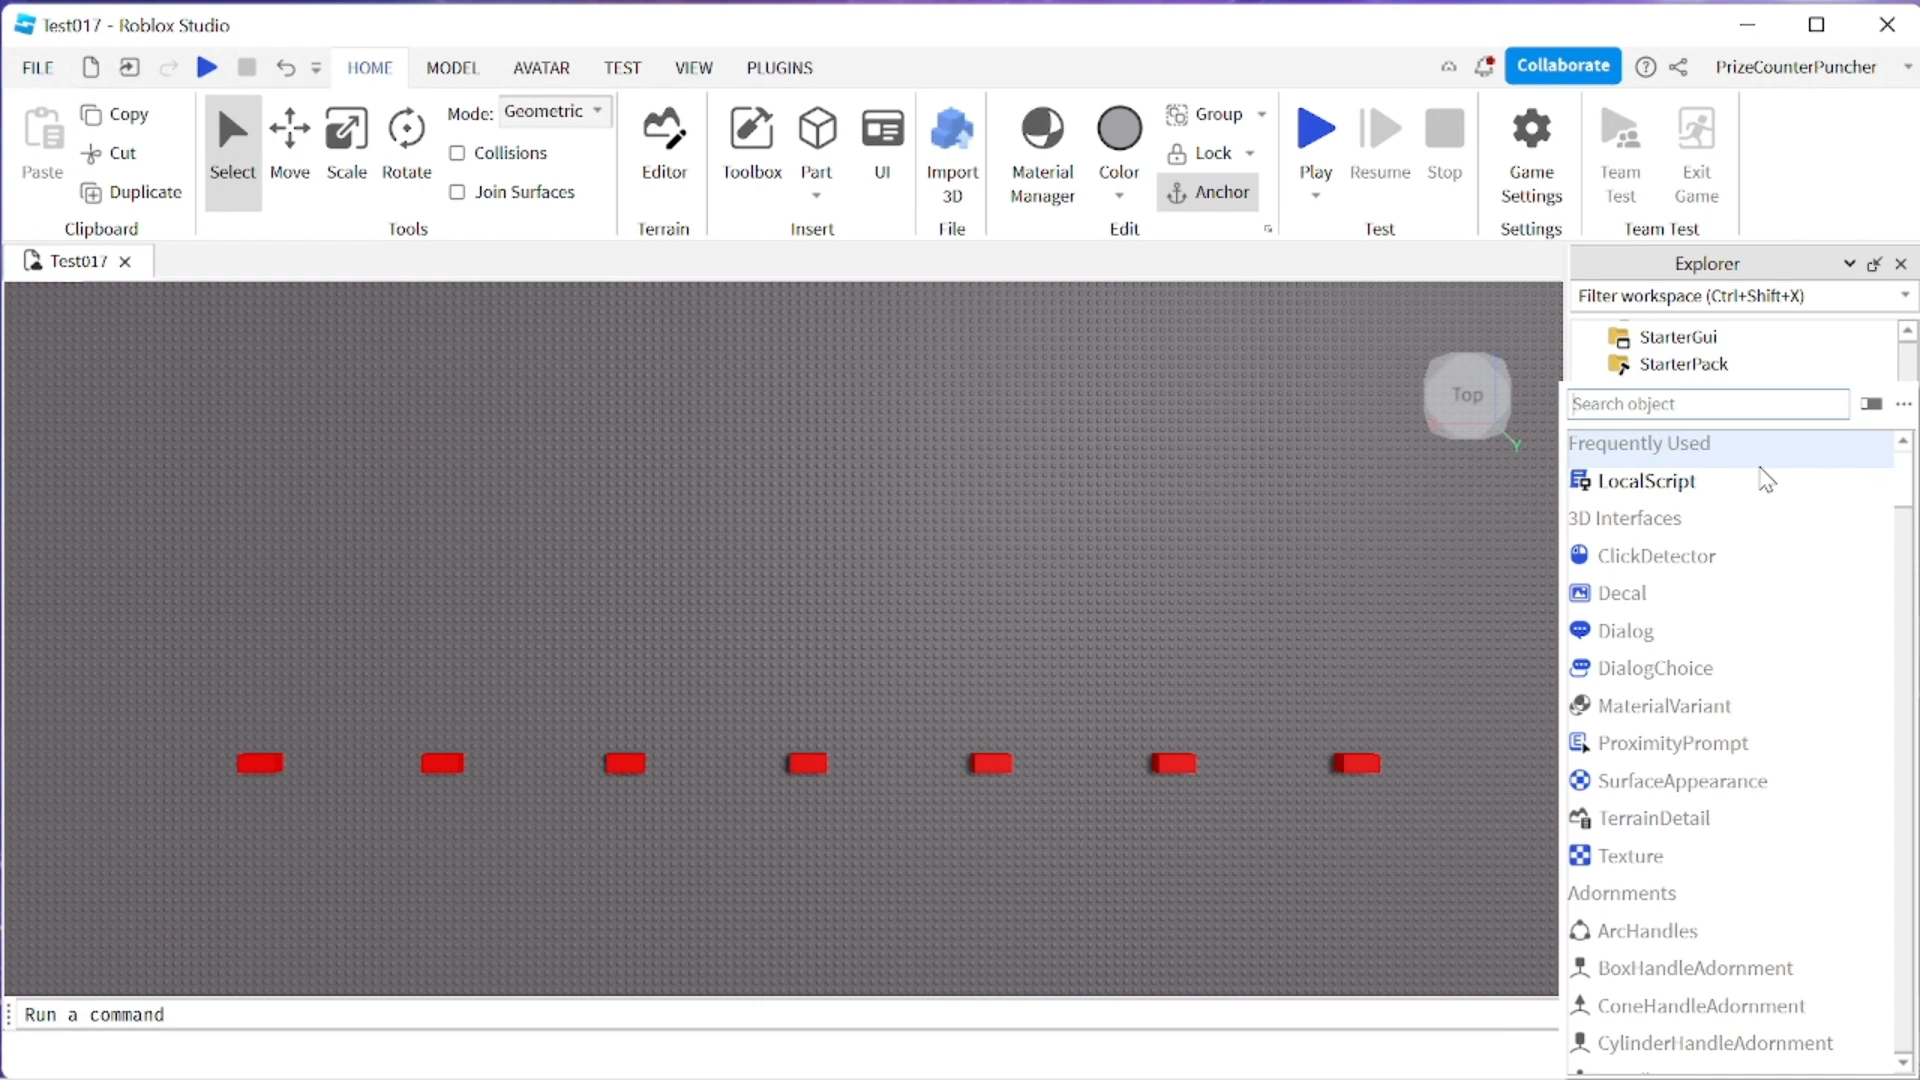 Test017 - Roblox Studio
FILE HOME MODEL AVATAR TEST VIEW PLUGINS Collaborate PrizeCounterPuncher
Copy
Cut
Duplicate
Paste
Clipboard
Select Move Scale Rotate
Mode: Geometric
Collisions
Join Surfaces
Tools
Editor
Terrain
Toolbox Part UI
Insert
Import
3D
File
Material
Manager
Color
Group
Lock
Anchor
Edit
Play Resume Stop
Test
Game
Settings
Settings
Team
Test
Exit
Game
Team Test
Test017
Explorer
Filter workspace (Ctrl+Shift+X)
StarterGui
StarterPack
Search object
Frequently Used
LocalScript
3D Interfaces
ClickDetector
Decal
Dialog
DialogChoice
MaterialVariant
ProximityPrompt
SurfaceAppearance
TerrainDetail
Texture
Adornments
ArcHandles
BoxHandleAdornment
ConeHandleAdornment
CylinderHandleAdornment
Top
Y
Run a command